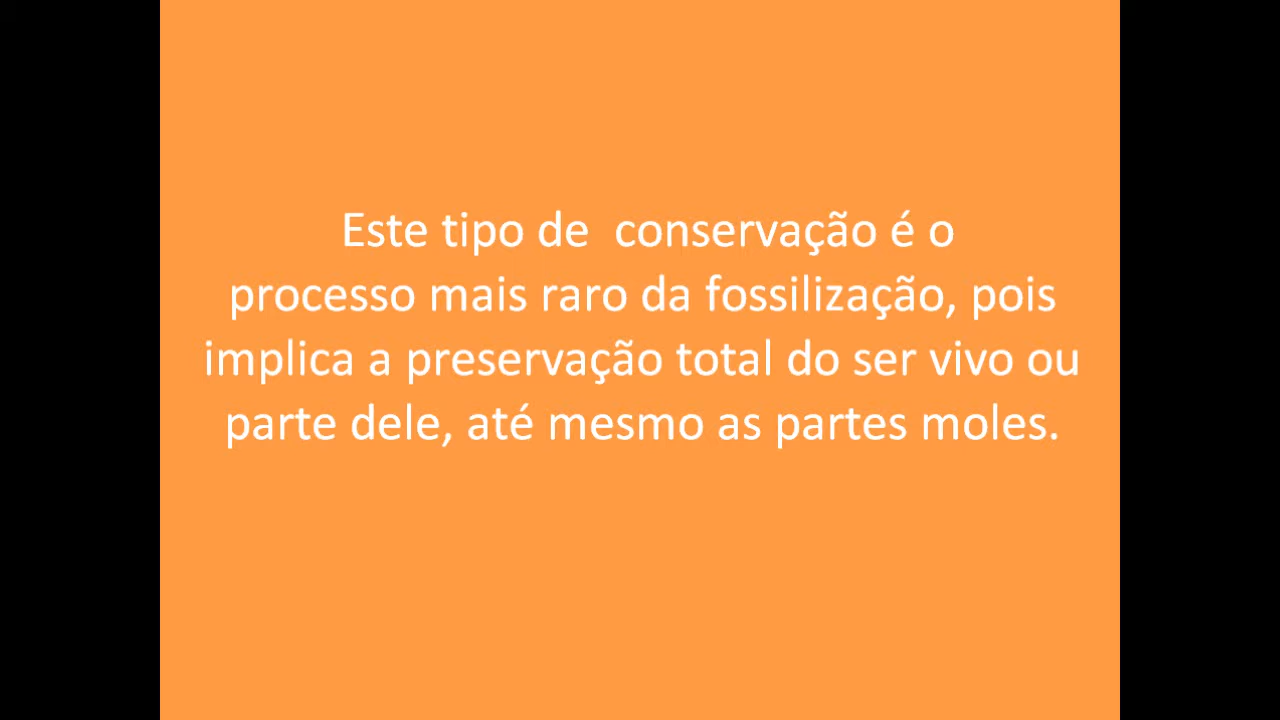 Este tipo de  conservação é o
processo mais raro da fossilização, pois
implica a preservação total do ser vivo ou
parte dele, até mesmo as partes moles.